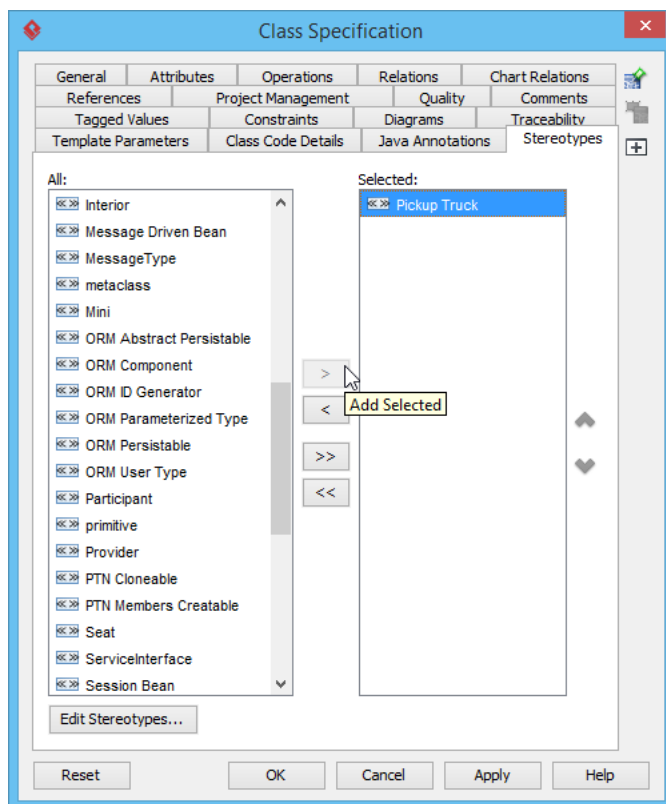 Class Specification
General Attributes Operations Relations Chart Relations
References Project Management Quality Comments
Tagged Values Constraints Diagrams Traceability
Template Parameters Class Code Details Java Annotations Stereotypes
All: Selected:
Interior
Pickup Truck
Message Driven Bean
MessageType
metaclass
Mini
ORM Abstract Persistable
ORM Component
>
ORM ID Generator
<
Add Selected
ORM Parameterized Type
ORM Persistable
>>
ORM User Type
Participant
<<
primitive
Provider
PTN Cloneable
PTN Members Creatable
Seat
ServiceInterface
Session Bean
Edit Stereotypes...
Reset OK Cancel Apply Help